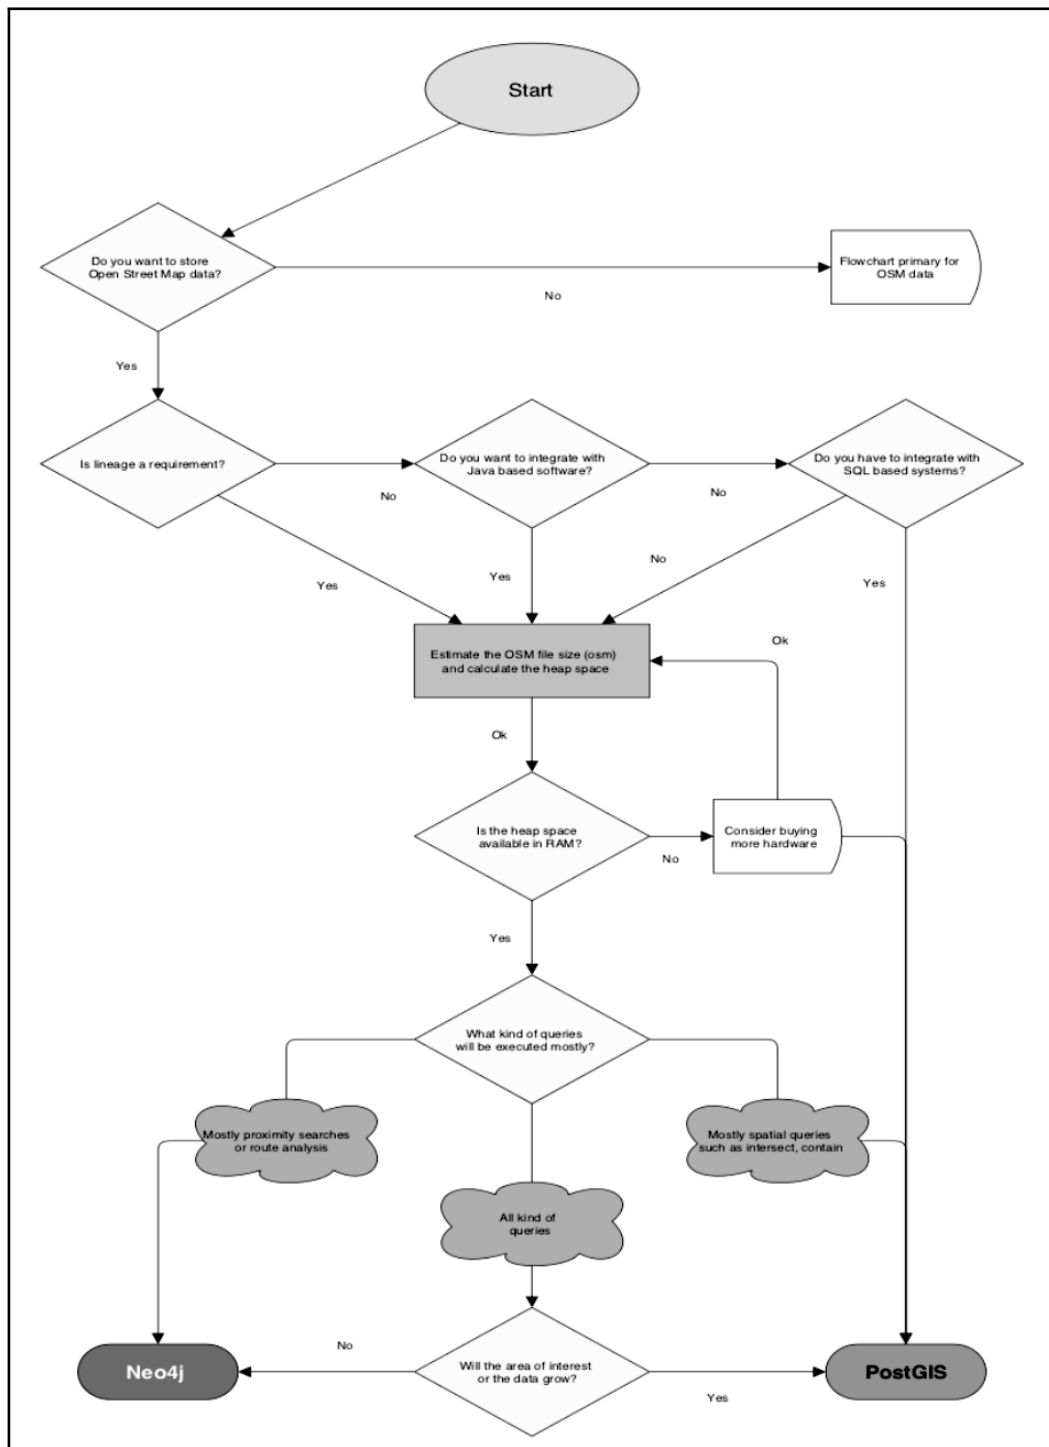 Start
Do you want to store
Open Street Map data?
No
Flowchart primary for
OSM data
Yes
Is lineage a requirement?
No
Do you want to integrate with
Java based software?
No
Do you have to integrate with
SQL based systems?
Yes
Yes
No
Yes
Estimate the OSM file size (osm)
and calculate the heap space
Ok
Ok
Is the heap space
available in RAM?
No
Consider buying
more hardware
Yes
What kind of queries
will be executed mostly?
Mostly proximity searches
or route analysis
Mostly spatial queries
such as intersect, contain
All kind of
queries
Neo4j
No
Will the area of interest
or the data grow?
Yes
PostGIS